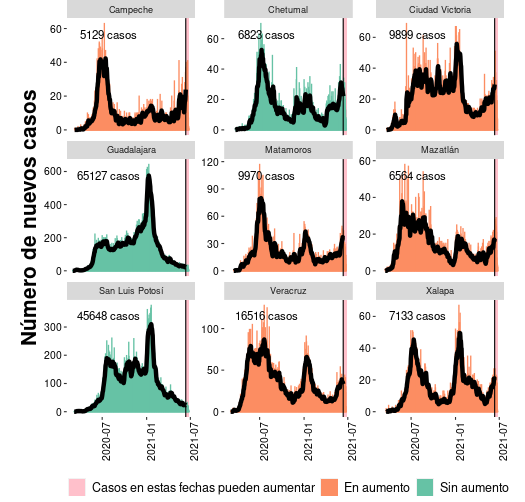 Número de nuevos casos
Campeche Chetumal Ciudad Victoria
5129 casos 6823 casos 9899 casos
60 40 20 0
60 40 20 0
60 40 20 0
Guadalajara Matamoros Mazatlán
65127 casos 9970 casos 6564 casos
600 400 200 0
120 90 60 30 0
60 40 20 0
San Luis Potosí Veracruz Xalapa
45648 casos 16516 casos 7133 casos
300 200 100 0
100 50 0
60 40 20 0
2020-07 2021-01 2021-07 2020-07 2021-01 2021-07 2020-07 2021-01 2021-07
Casos en estas fechas pueden aumentar En aumento Sin aumento